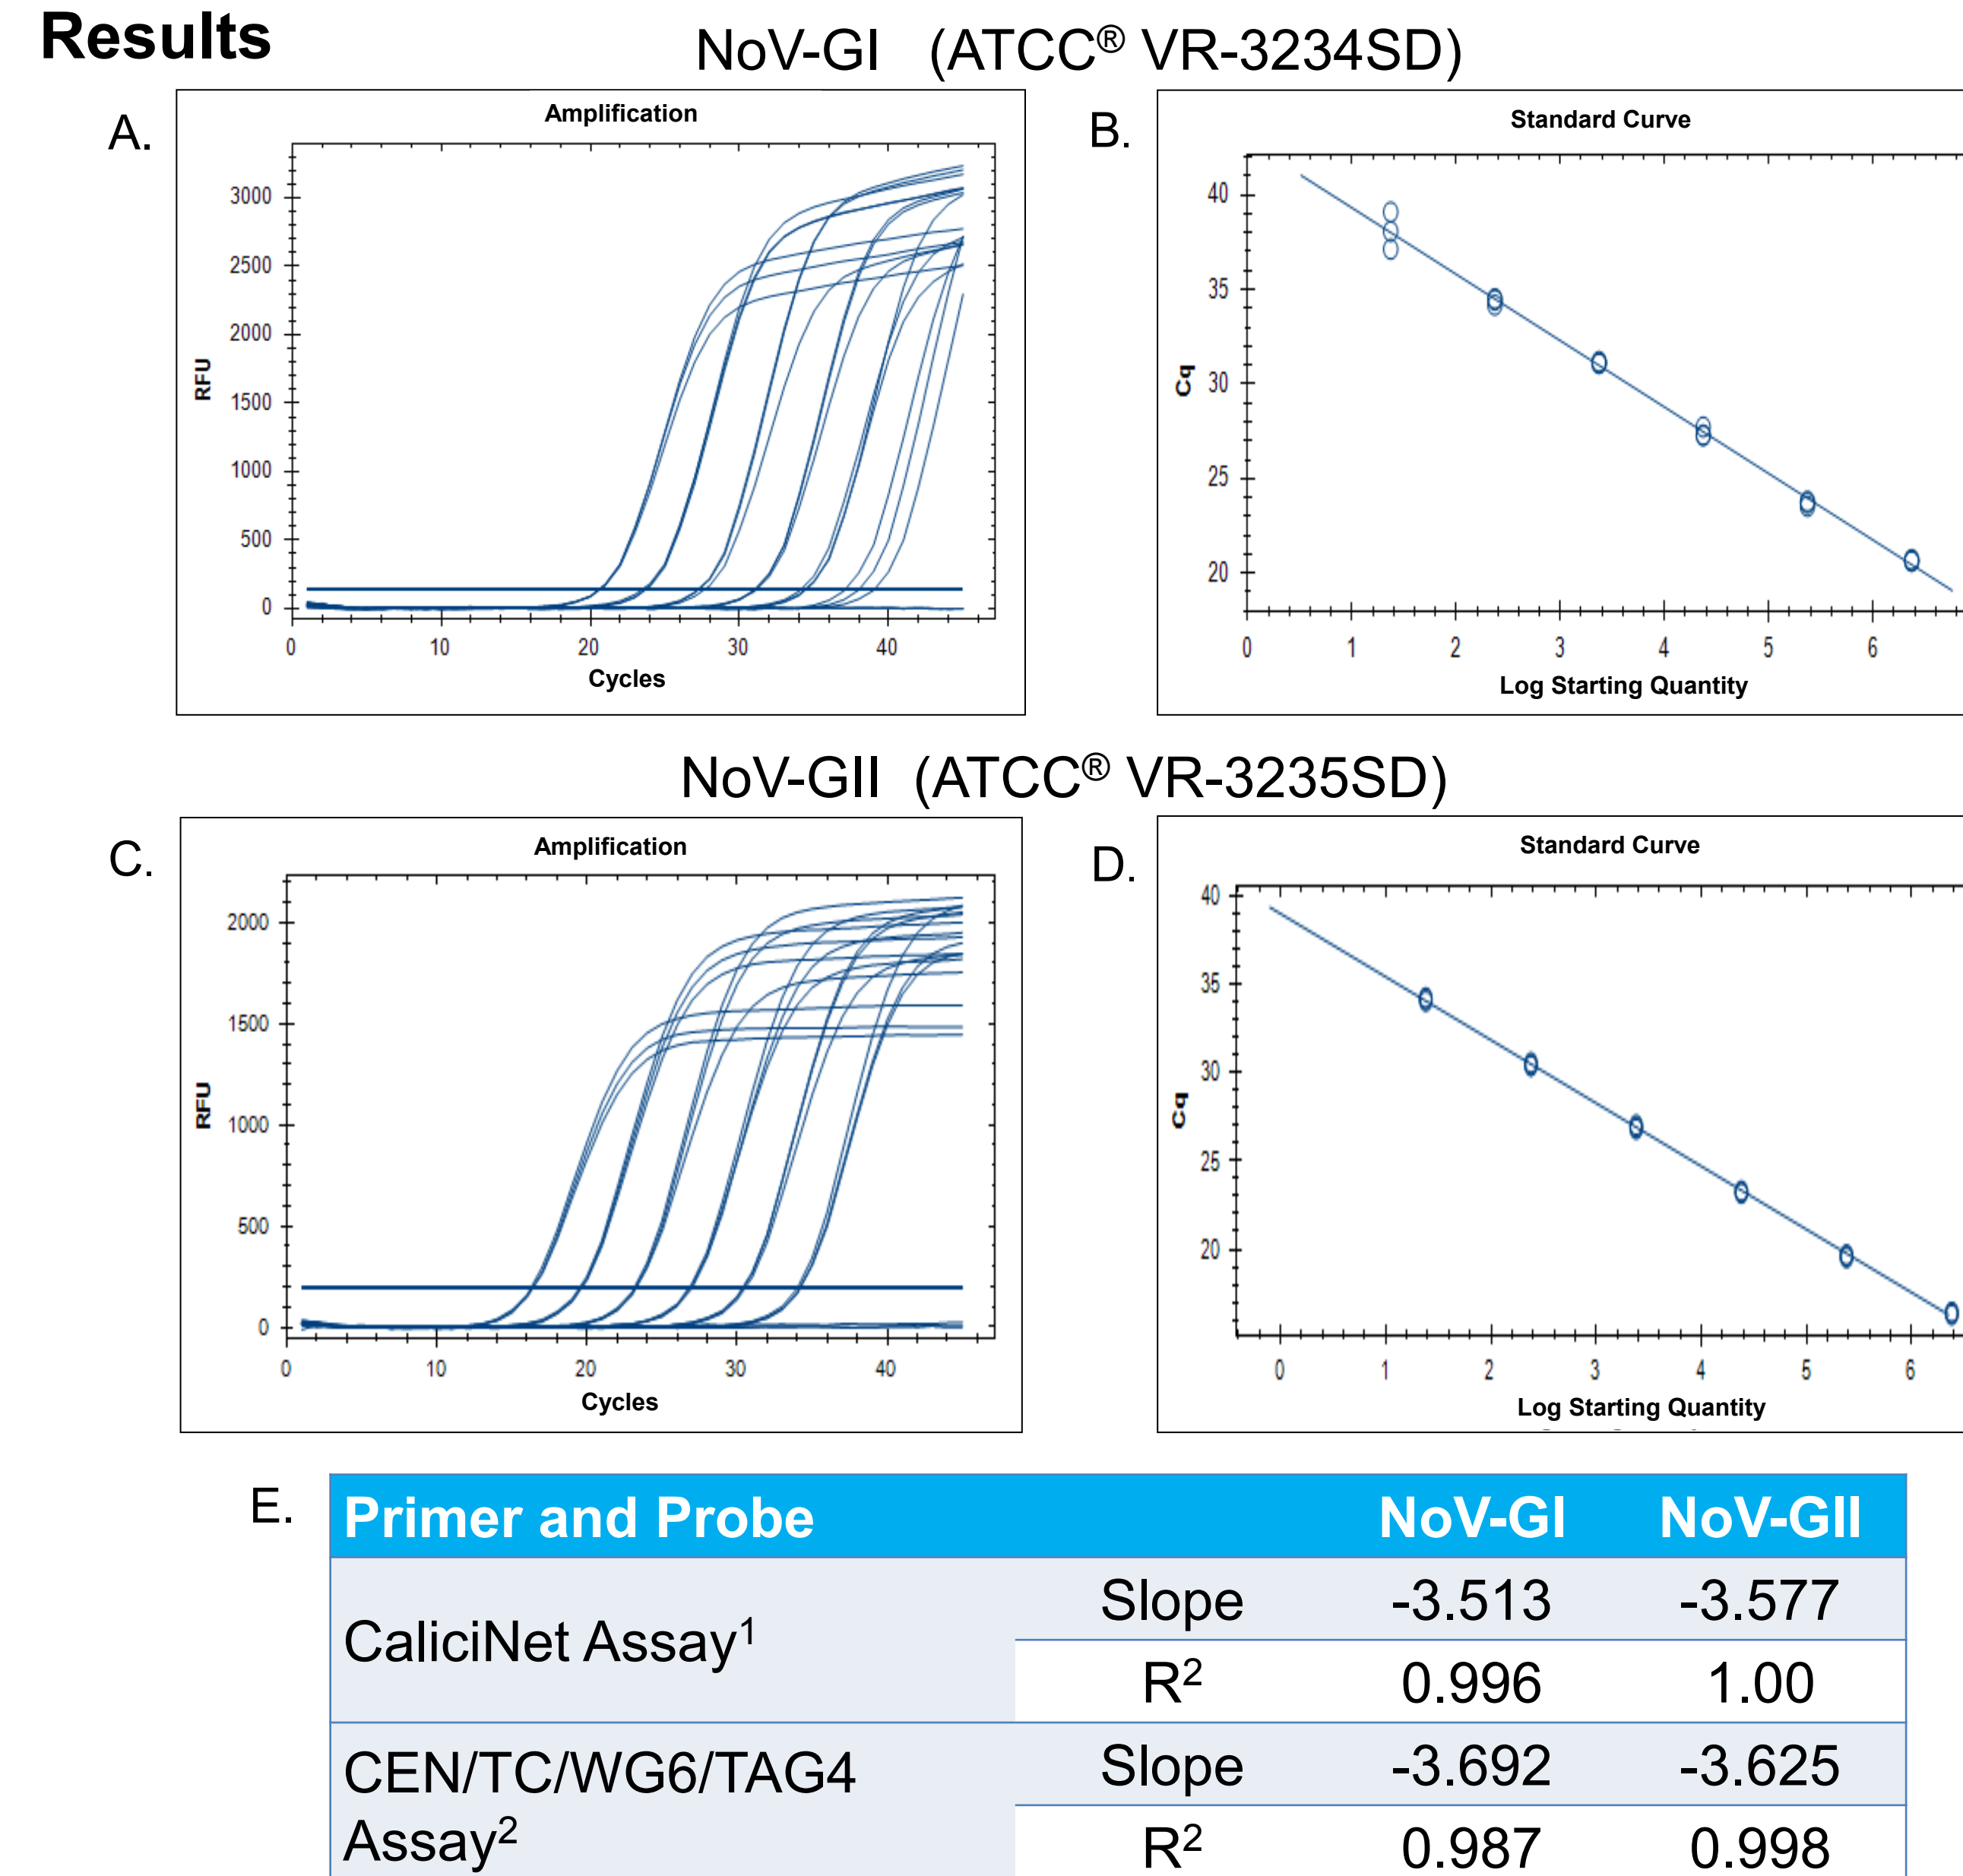 Results
NoV-GI (ATCC® VR-3234SD)
A.
Amplification
3000
2500
2000
1500
1000
500
0
RFU
0 10 20 30 40
Cycles
B.
Standard Curve
40
35
30
25
20
Cq
0 1 2 3 4 5 6
Log Starting Quantity
NoV-GII (ATCC® VR-3235SD)
C.
Amplification
2000
1500
1000
500
0
RFU
0 10 20 30 40
Cycles
D.
Standard Curve
40
35
30
25
20
Cq
0 1 2 3 4 5 6
Log Starting Quantity
E.
Primer and Probe NoV-GI NoV-GII
CaliciNet Assay¹
Slope -3.513 -3.577
R² 0.996 1.00
CEN/TC/WG6/TAG4
Assay²
Slope -3.692 -3.625
R² 0.987 0.998